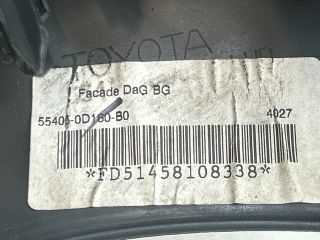 TOYOTA
Facade DaG BG
55405-0D160-B0 4027
*FD51458108338*